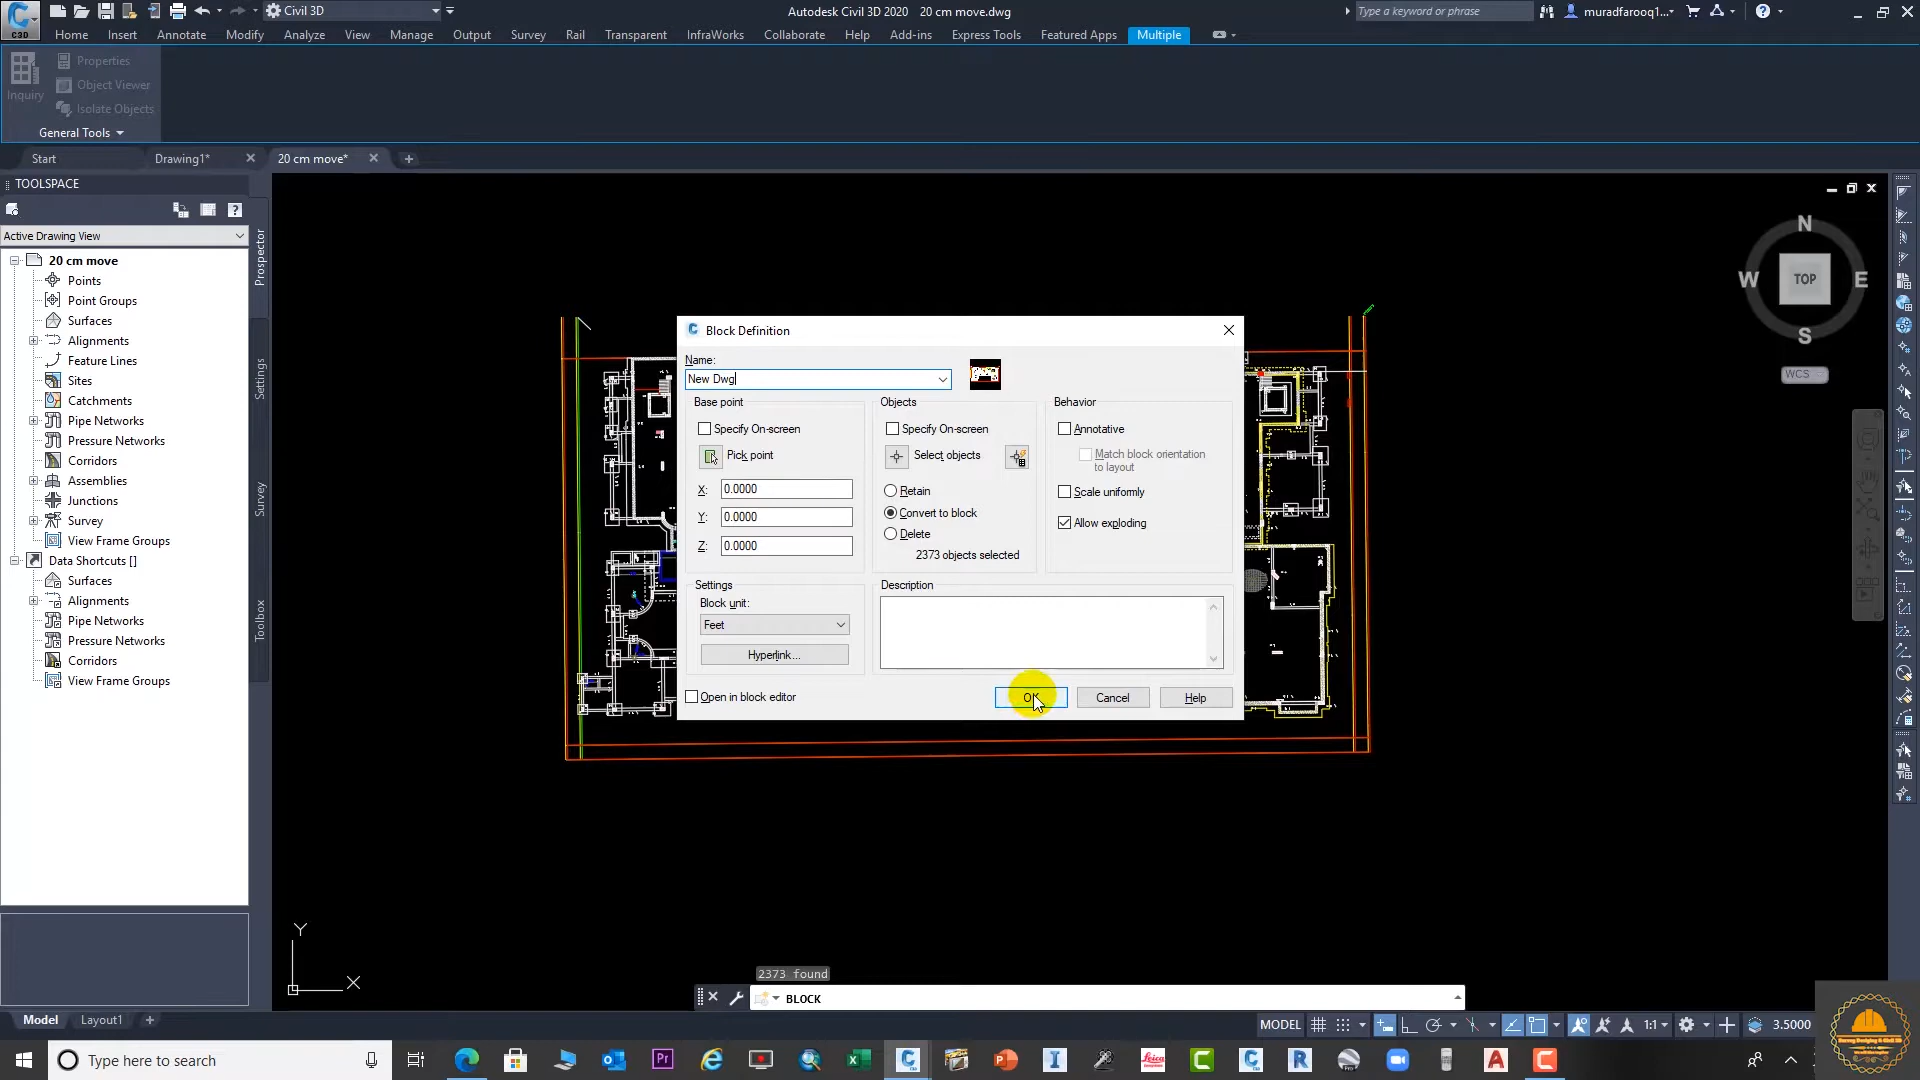 C3D
Civil 3D
Autodesk Civil 3D 2020 20 cm move.dwg
Type a keyword or phrase
muradfarooq1...
Home Insert Annotate Modify Analyze View Manage Output Survey Rail Transparent InfraWorks Collaborate Help Add-ins Express Tools Featured Apps Multiple
Inquiry
Properties
Object Viewer
Isolate Objects
General Tools
Start
Drawing1*
20 cm move*
TOOLSPACE
Active Drawing View
20 cm move
Points
Point Groups
Surfaces
Alignments
Feature Lines
Sites
Catchments
Pipe Networks
Pressure Networks
Corridors
Assemblies
Junctions
Survey
View Frame Groups
Data Shortcuts []
Surfaces
Alignments
Pipe Networks
Pressure Networks
Corridors
View Frame Groups
Prospector
Settings
Survey
Toolbox
N
W TOP E
S
WCS
Block Definition
Name:
New Dwg
Base point
Specify On-screen
Pick point
X: 0.0000
Y: 0.0000
Z: 0.0000
Objects
Specify On-screen
Select objects
Retain
Convert to block
Delete
2373 objects selected
Behavior
Annotative
Match block orientation
to layout
Scale uniformly
Allow exploding
Settings
Block unit:
Feet
Hyperlink...
Description
Open in block editor
OK Cancel Help
Y
X
2373 found
BLOCK
Model Layout1
MODEL 1:1 3.5000
Type here to search